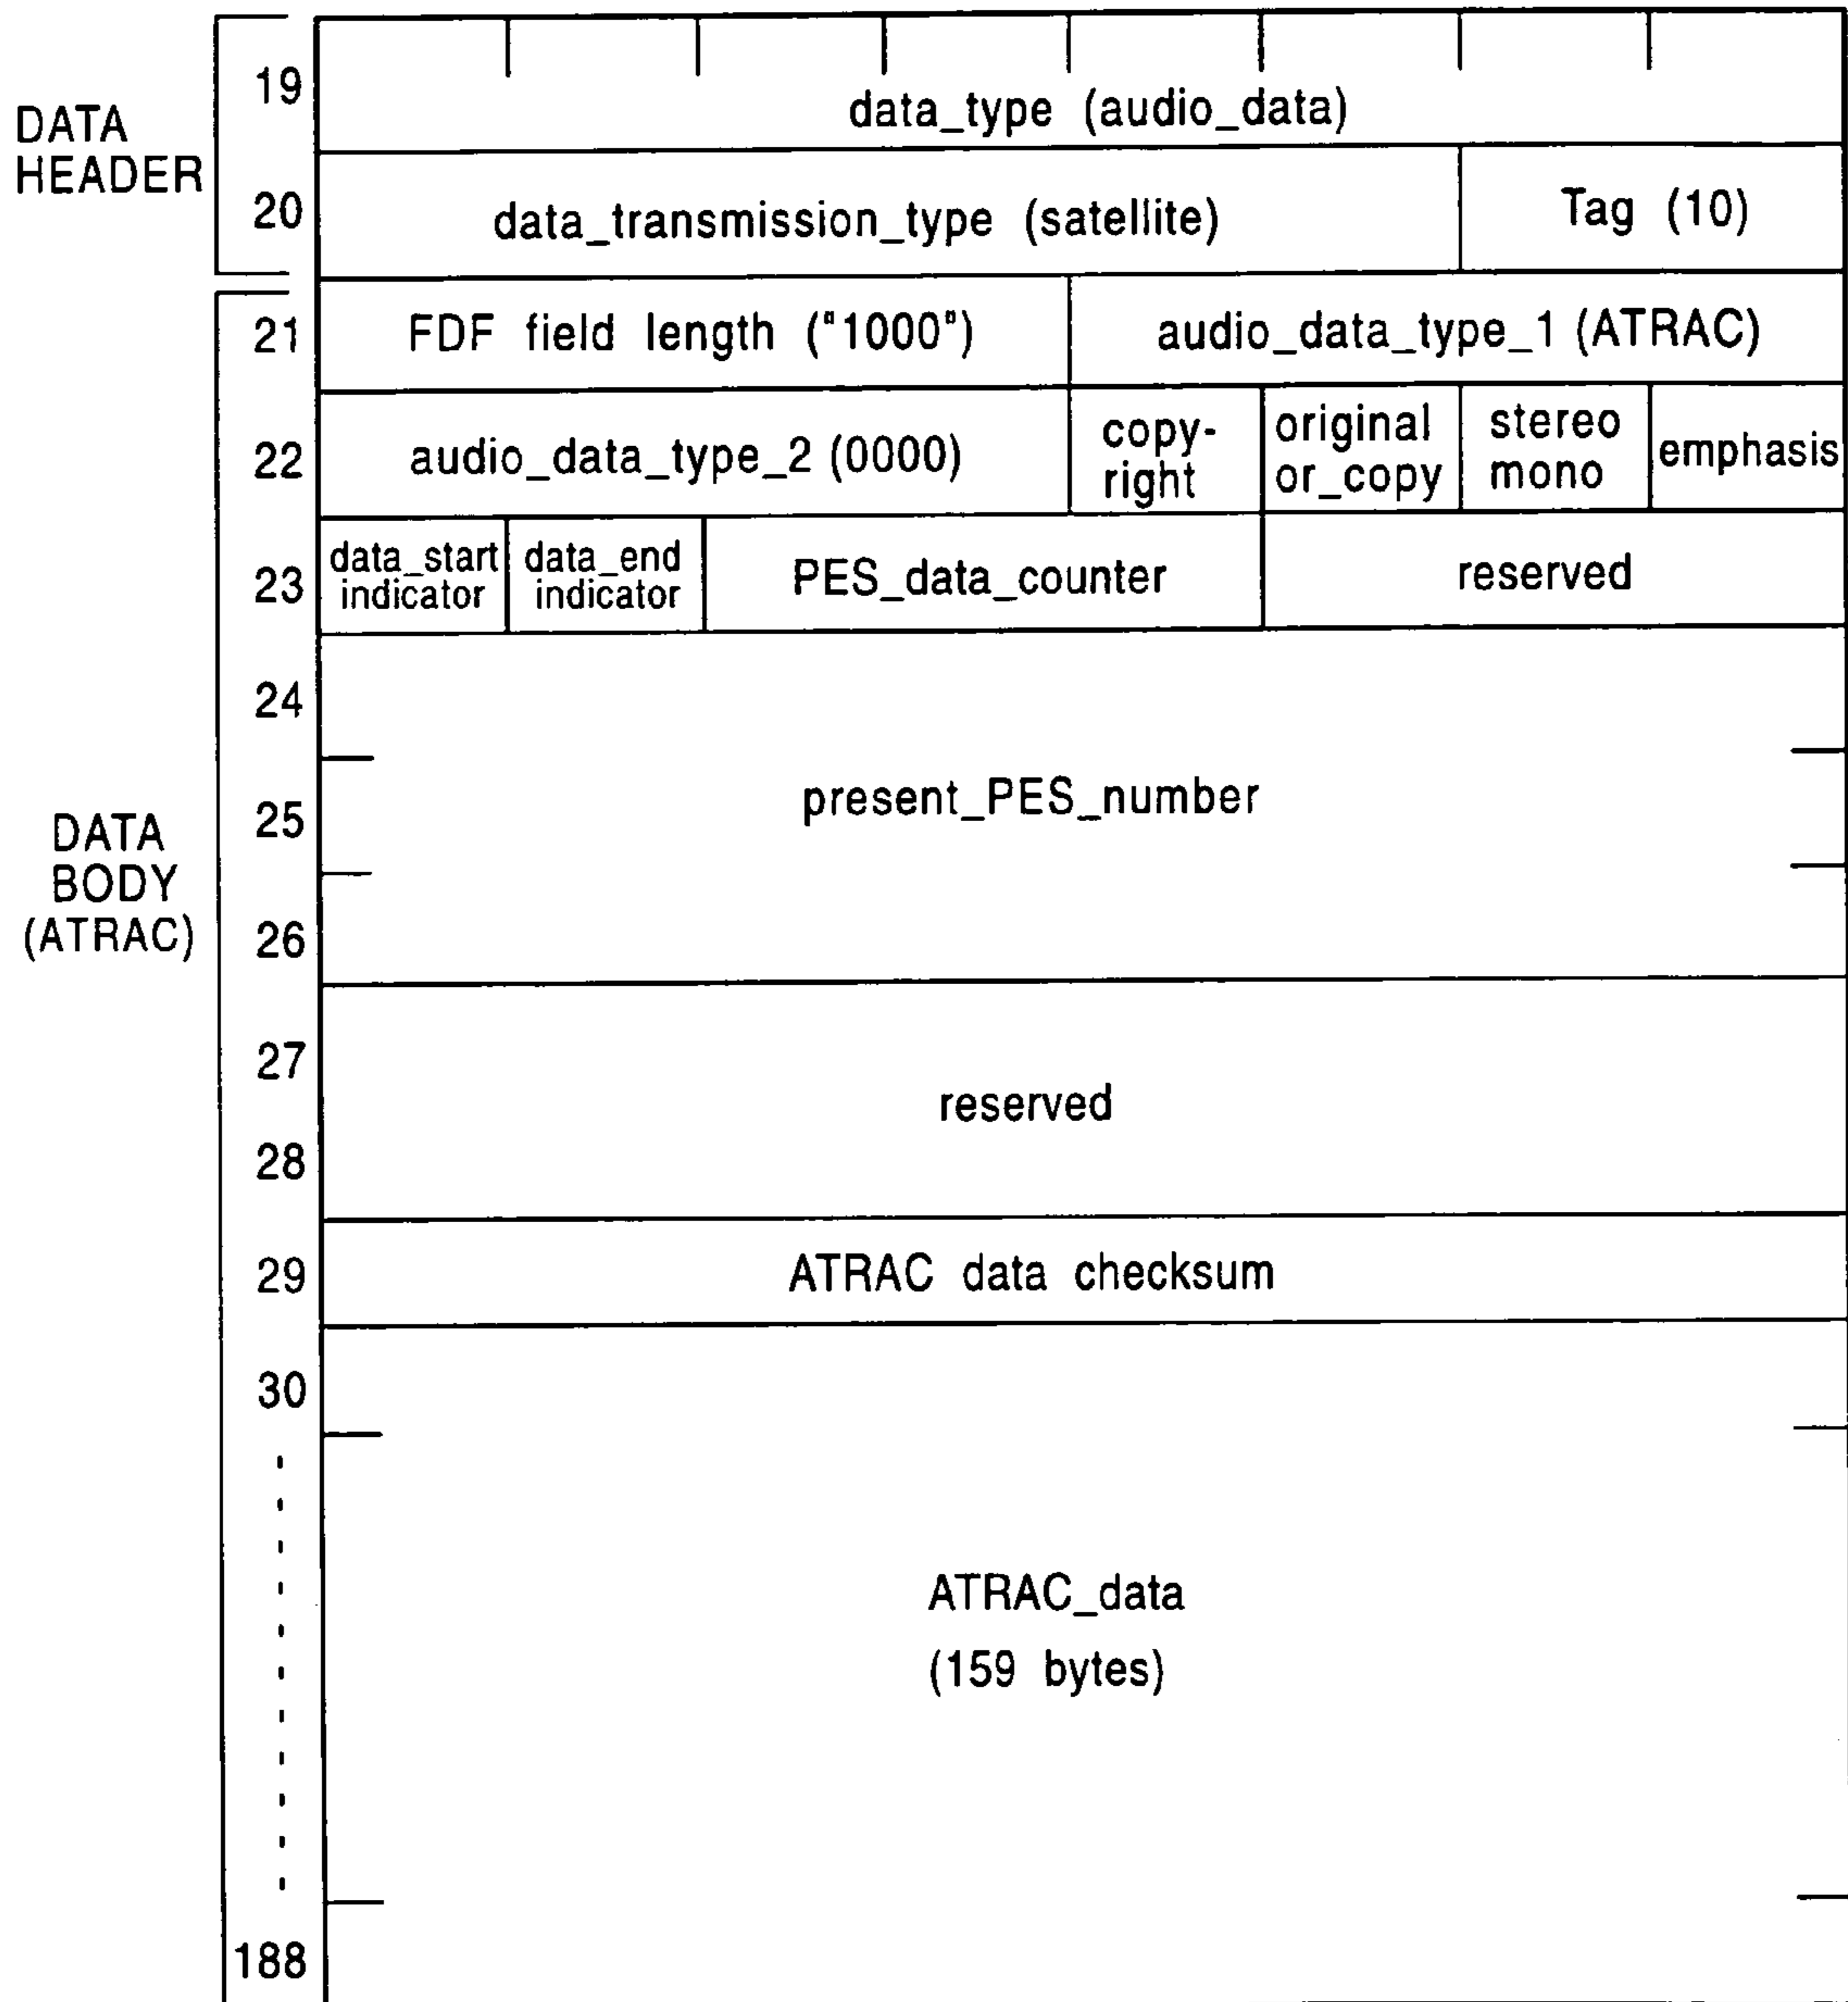 DATA
HEADER
19
data_type (audio_data)
20
data_transmission_type (satellite)
Tag (10)
DATA
BODY
(ATRAC)
21
FDF field length ("1000")
audio_data_type_1 (ATRAC)
22
audio_data_type_2 (0000)
copy-
right
original
or_copy
stereo
mono
emphasis
23
data_start
indicator
data_end
indicator
PES_data_counter
reserved
24
25
26
present_PES_number
27
28
reserved
29
ATRAC data checksum
30
188
ATRAC_data
(159 bytes)